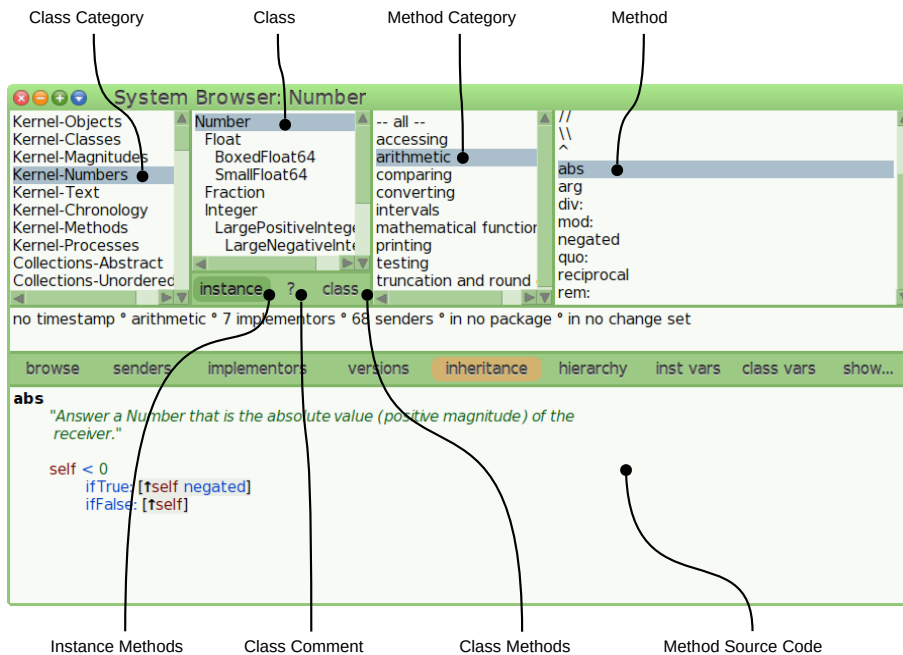 Class Category
Class
Method Category
Method
System Browser: Number
Kernel-Objects
Kernel-Classes
Kernel-Magnitudes
Kernel-Numbers
Kernel-Text
Kernel-Chronology
Kernel-Methods
Kernel-Processes
Collections-Abstract
Collections-Unordered
Number
Float
BoxedFloat64
SmallFloat64
Fraction
Integer
LargePositiveIntege
LargeNegativeInte
instance ? class
-- all --
accessing
arithmetic
comparing
converting
intervals
mathematical function
printing
testing
truncation and round
//
\\
^
abs
arg
div:
mod:
negated
quo:
reciprocal
rem:
no timestamp ° arithmetic ° 7 implementors ° 68 senders ° in no package ° in no change set
browse senders implementors versions inheritance hierarchy inst vars class vars show...
abs
"Answer a Number that is the absolute value (positive magnitude) of the
receiver."
self < 0
ifTrue: [↑self negated]
ifFalse: [↑self]
Instance Methods
Class Comment
Class Methods
Method Source Code